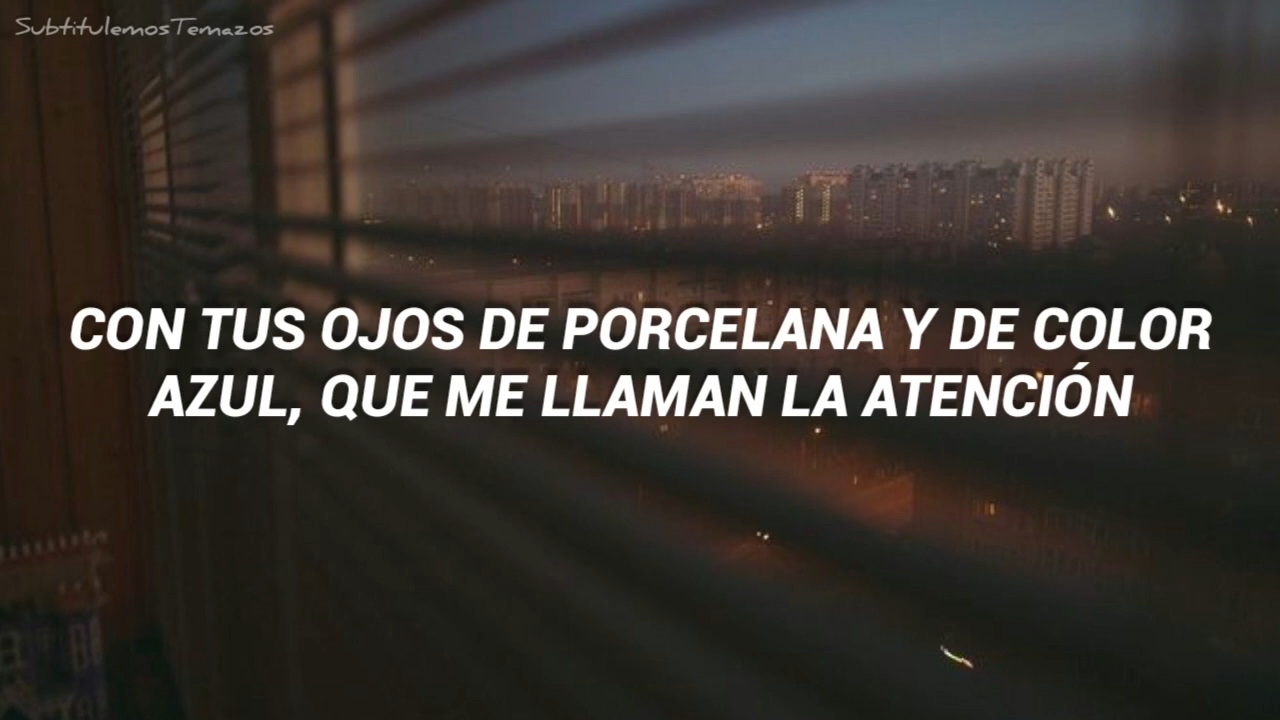 SubtitulemosTemazos
CON TUS OJOS DE PORCELANA Y DE COLOR
AZUL, QUE ME LLAMAN LA ATENCIÓN